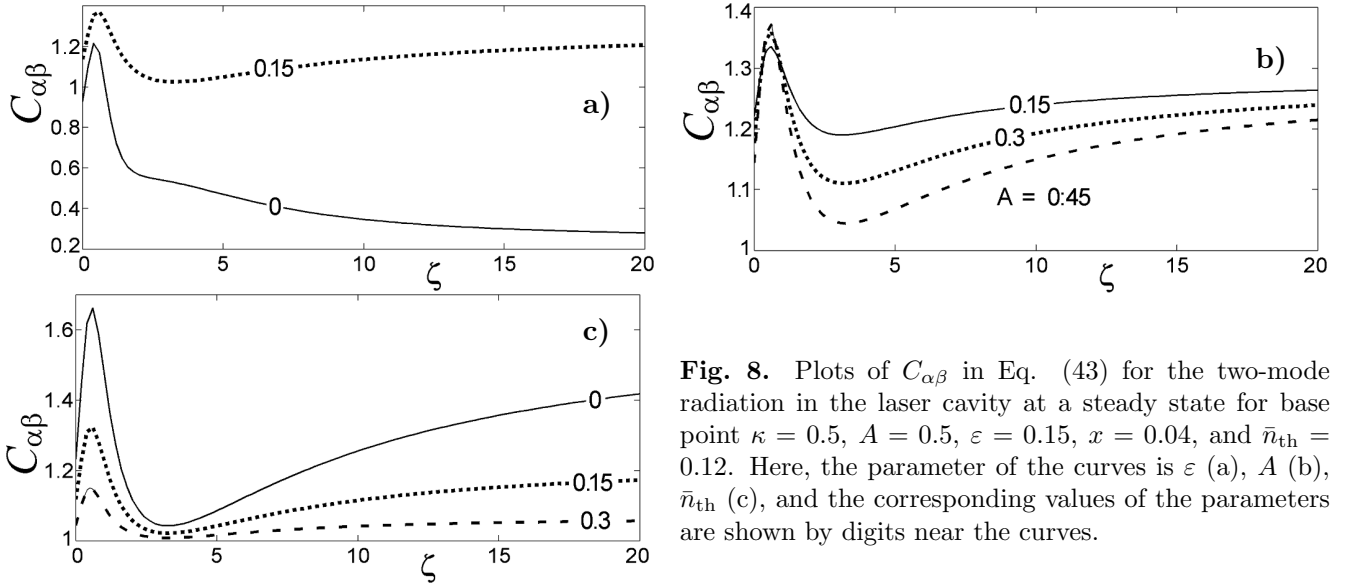 1.2
1
0.8
0.6
0.4
0.2
C_{αβ}
0.15
0
a)
0 5 10 15 20
ζ
1.4
1.3
1.2
1.1
1
C_{αβ}
0.15
0.3
A = 0:45
b)
0 5 10 15 20
ζ
1.6
1.4
1.2
1
C_{αβ}
0
0.15
0.3
c)
0 5 10 15 20
ζ
Fig. 8. Plots of C_{αβ} in Eq. (43) for the two-mode
radiation in the laser cavity at a steady state for base
point κ = 0.5, A = 0.5, ε = 0.15, x = 0.04, and n̄_{th} =
0.12. Here, the parameter of the curves is ε (a), A (b),
n̄_{th} (c), and the corresponding values of the parameters
are shown by digits near the curves.